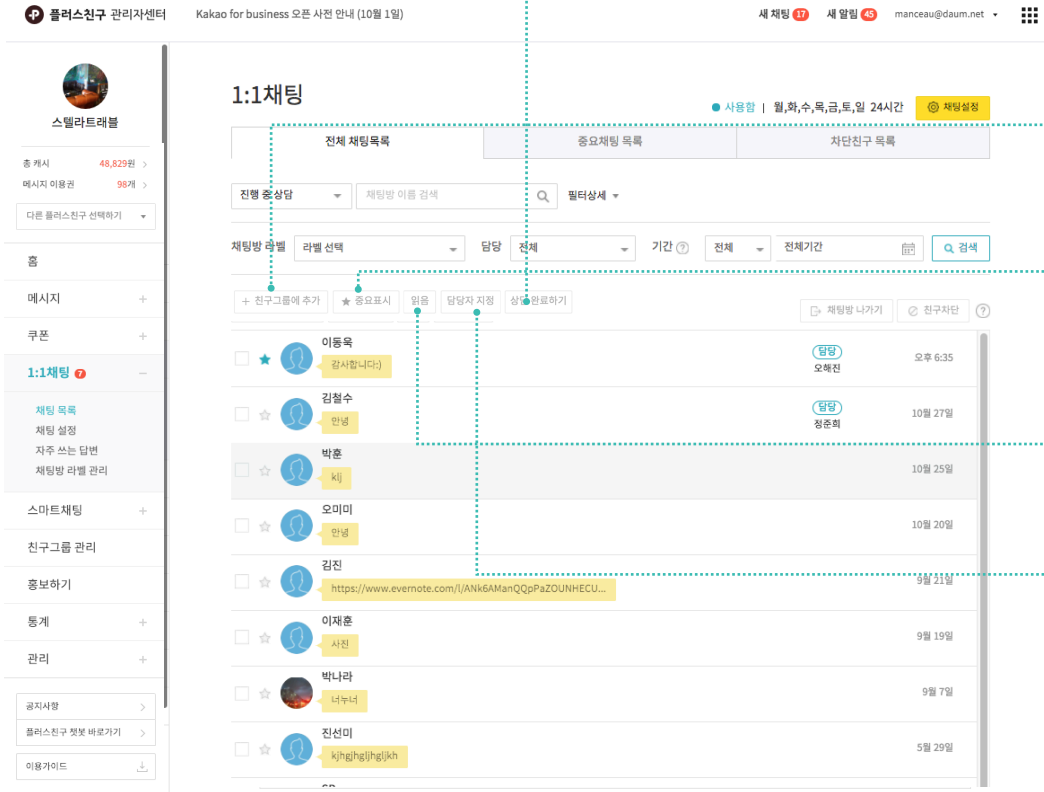 플러스친구 관리자센터
Kakao for business 오픈 사전 안내 (10월 1일)
새 채팅 17
새 알림 45
manceau@daum.net
스텔라트래블
총 캐시 48,829원
메시지 이용권 98개
다른 플러스친구 선택하기
홈
메시지
쿠폰
1:1채팅 7
채팅 목록
채팅 설정
자주 쓰는 답변
채팅방 라벨 관리
스마트채팅
친구그룹 관리
홍보하기
통계
관리
공지사항
플러스친구 챗봇 바로가기
이용가이드
1:1채팅
사용함 | 월,화,수,목,금,토,일 24시간
채팅설정
전체 채팅목록
중요채팅 목록
차단친구 목록
진행 중 상담
채팅방 이름 검색
필터상세
채팅방 라벨
라벨 선택
담당
전체
기간
전체
전체기간
검색
+ 친구그룹에 추가
★ 중요표시
읽음
담당자 지정
상담완료하기
채팅방 나가기
친구차단
이동욱
감사합니다:)
담당
오해진
오후 6:35
김철수
안녕
담당
정준희
10월 27일
박훈
klj
10월 25일
오미미
안녕
10월 20일
김진
https://www.evernote.com/l/ANk6AManQQpPaZOUNHECU...
9월 21일
이재훈
사진
9월 19일
박나라
너누너
9월 7일
진선미
kjhgjhgljhgljkh
5월 29일